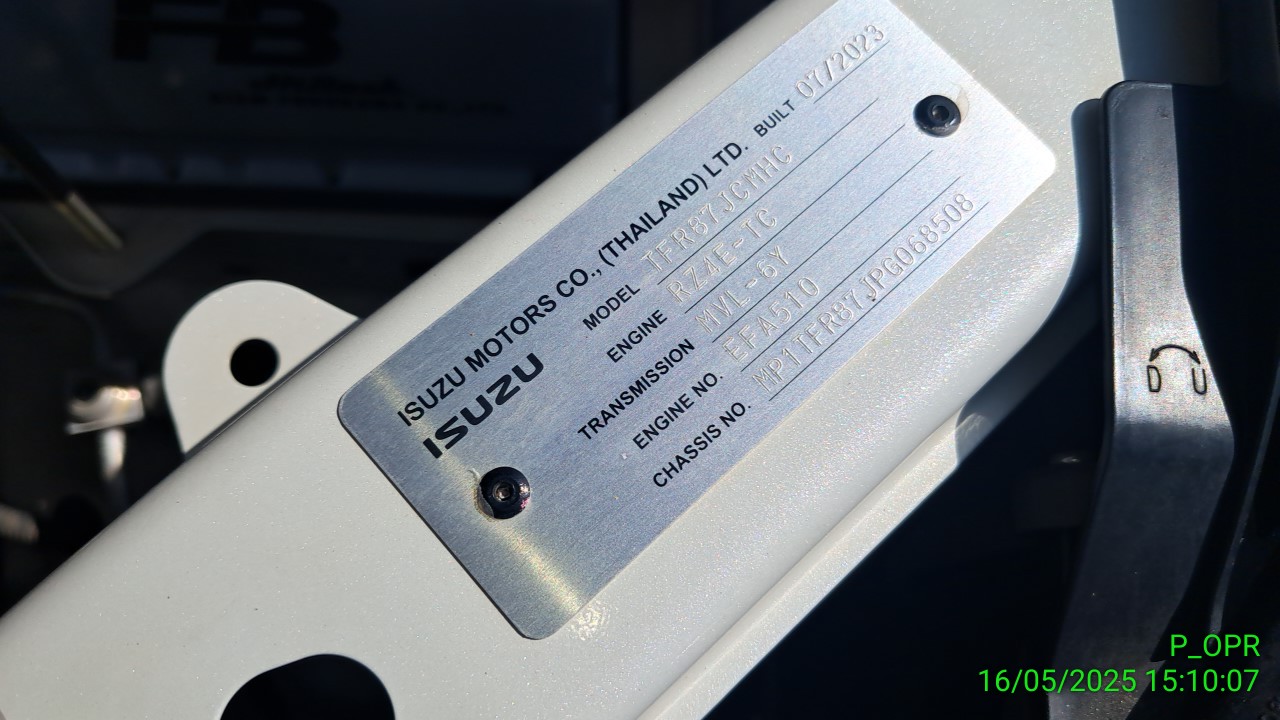 ISUZU MOTORS CO., (THAILAND) LTD. BUILT 07/2023
ISUZU
MODEL TFR87JCMHC
ENGINE RZ4E-TC
TRANSMISSION MVL-6Y
ENGINE NO. EFA510
CHASSIS NO. MP1TFR87JPG068508
D U
P_OPR
16/05/2025 15:10:07